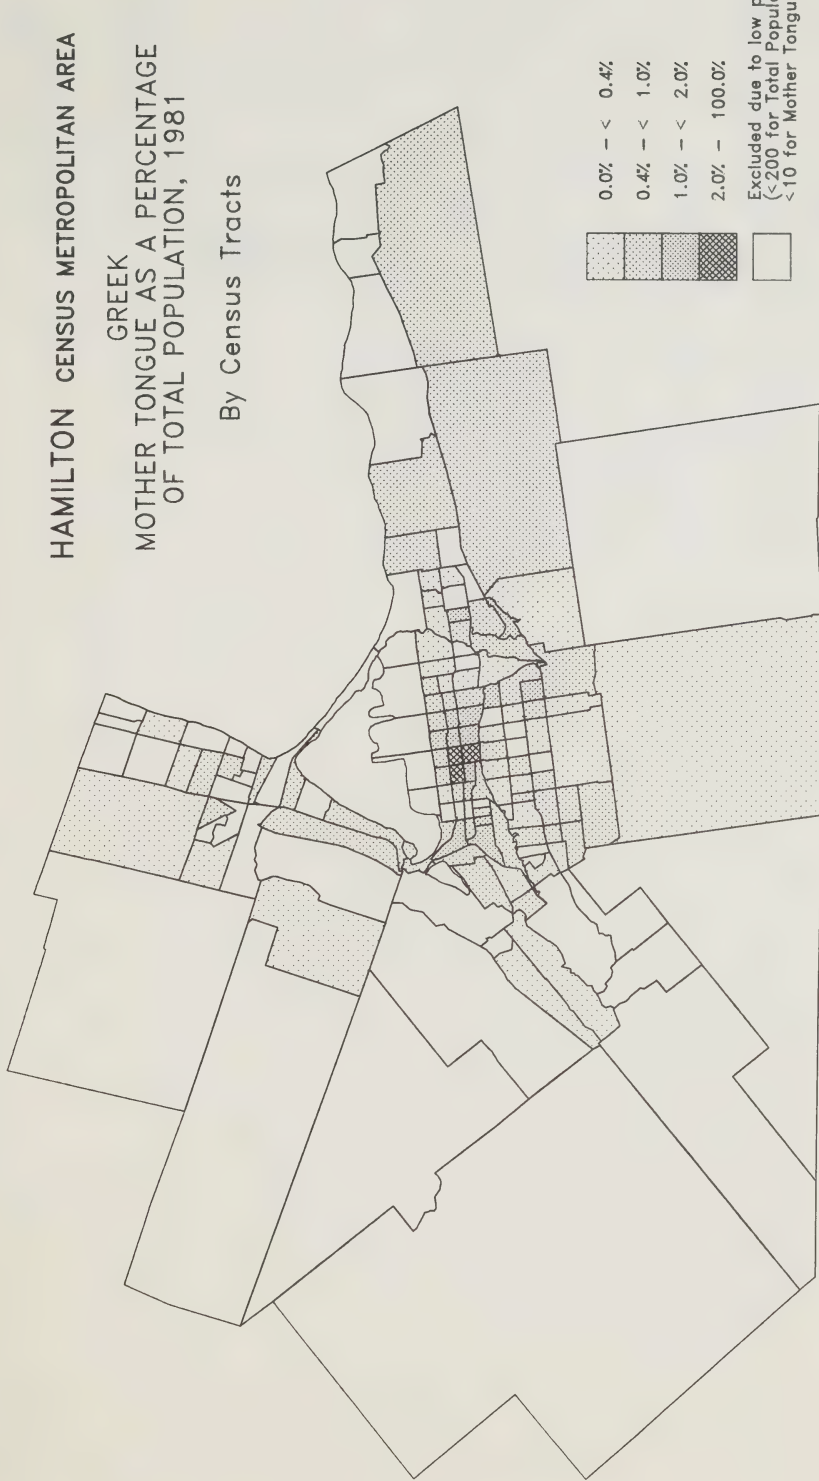 HAMILTON CENSUS METROPOLITAN AREA
GREEK
MOTHER TONGUE AS A PERCENTAGE
OF TOTAL POPULATION, 1981
By Census Tracts
0.0% – < 0.4%
0.4% – < 1.0%
1.0% – < 2.0%
2.0% – 100.0%
Excluded due to low
(<200 for Total
<10 for Mother